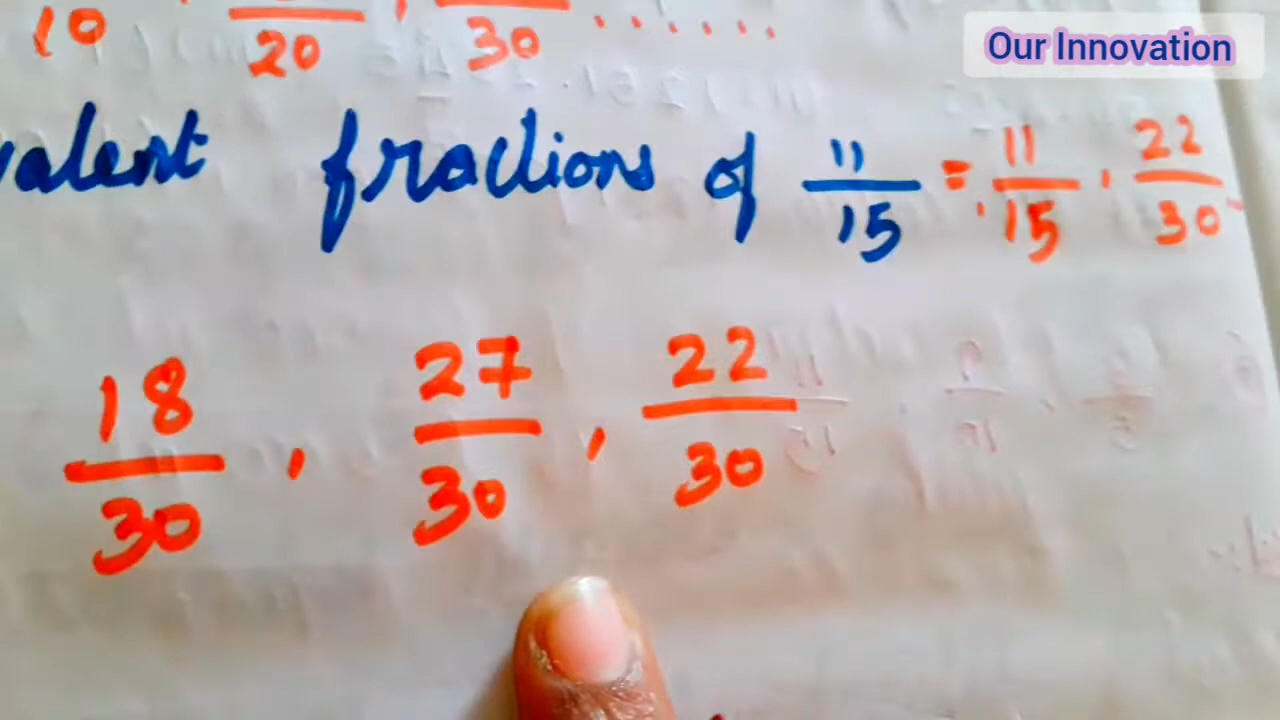 Our Innovation
10 20 , 30 ......
valent fractions of 11/15 = 11/15 , 22/30
18/30 , 27/30 , 22/30